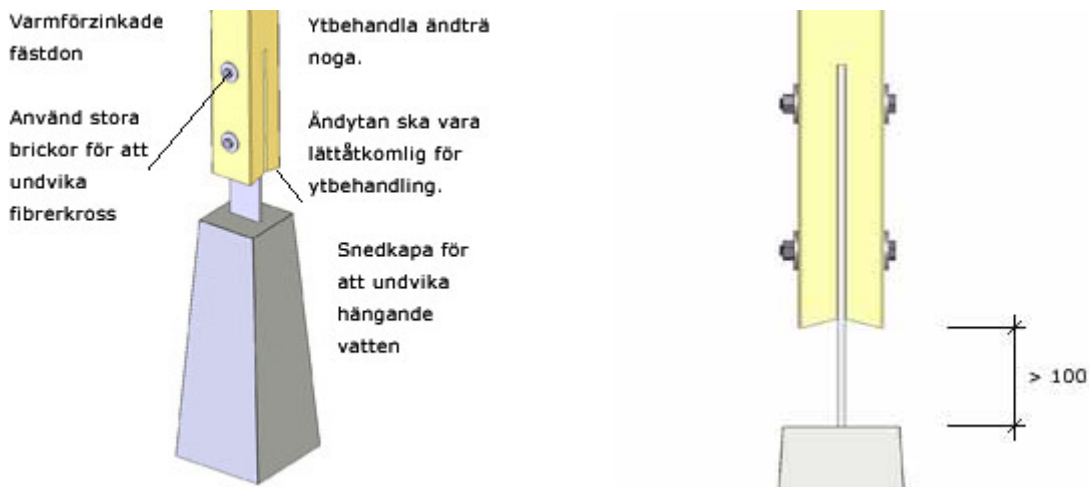 Varmförzinkade
fästdon
Använd stora
brickor för att
undvika
fibrerkross
Ytbehandla ändträ
noga.
Ändytan ska vara
lättåtkomlig för
ytbehandling.
Snedkapa för
att undvika
hängande
vatten
> 100